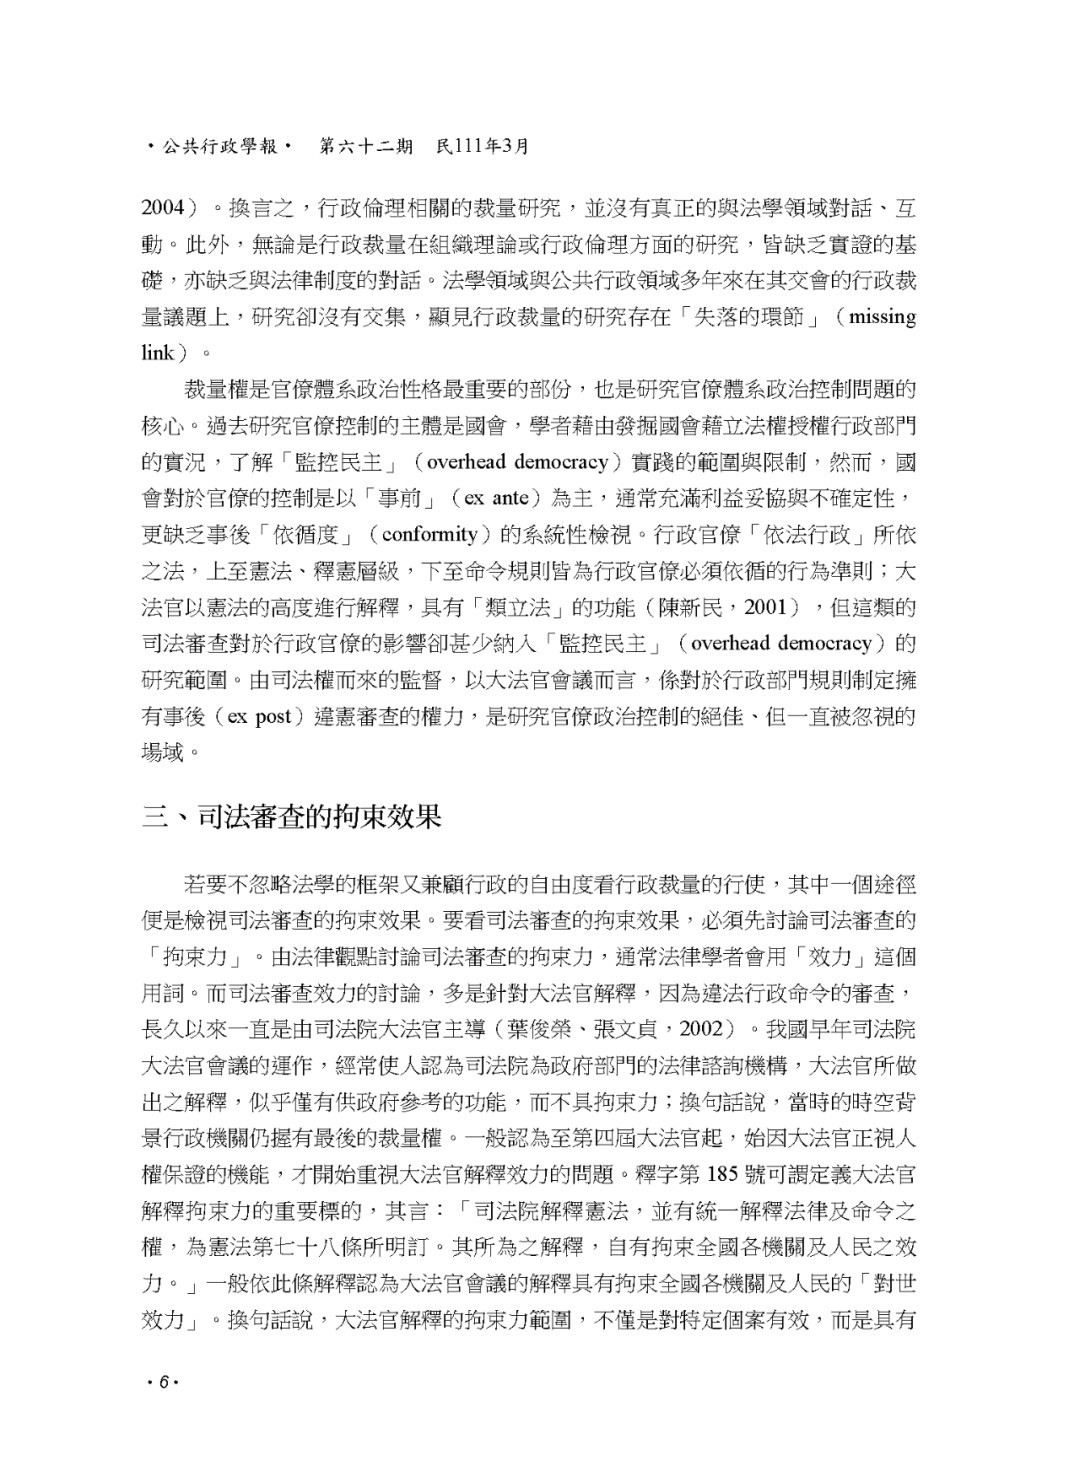 •公共行政學報•　第六十二期　民111年3月
2004）。換言之，行政倫理相關的裁量研究，並沒有真正的與法學領域對話、互
動。此外，無論是行政裁量在組織理論或行政倫理方面的研究，皆缺乏實證的基
礎，亦缺乏與法律制度的對話。法學領域與公共行政領域多年來在其交會的行政裁
量議題上，研究卻沒有交集，顯見行政裁量的研究存在「失落的環節」（missing
link）。
裁量權是官僚體系政治性格最重要的部份，也是研究官僚體系政治控制問題的
核心。過去研究官僚控制的主體是國會，學者藉由發掘國會藉立法權授權行政部門
的實況，了解「監控民主」（overhead democracy）實踐的範圍與限制，然而，國
會對於官僚的控制是以「事前」（ex ante）為主，通常充滿利益妥協與不確定性，
更缺乏事後「依循度」（conformity）的系統性檢視。行政官僚「依法行政」所依
之法，上至憲法、釋憲層級，下至命令規則皆為行政官僚必須依循的行為準則；大
法官以憲法的高度進行解釋，具有「類立法」的功能（陳新民，2001），但這類的
司法審查對於行政官僚的影響卻甚少納入「監控民主」（overhead democracy）的
研究範圍。由司法權而來的監督，以大法官會議而言，係對於行政部門規則制定擁
有事後（ex post）違憲審查的權力，是研究官僚政治控制的絕佳、但一直被忽視的
場域。
三、司法審查的拘束效果
若要不忽略法學的框架又兼顧行政的自由度看行政裁量的行使，其中一個途徑
便是檢視司法審查的拘束效果。要看司法審查的拘束效果，必須先討論司法審查的
「拘束力」。由法律觀點討論司法審查的拘束力，通常法律學者會用「效力」這個
用詞。而司法審查效力的討論，多是針對大法官解釋，因為違法行政命令的審查，
長久以來一直是由司法院大法官主導（葉俊榮、張文貞，2002）。我國早年司法院
大法官會議的運作，經常使人認為司法院為政府部門的法律諮詢機構，大法官所做
出之解釋，似乎僅有供政府參考的功能，而不具拘束力；換句話說，當時的時空背
景行政機關仍握有最後的裁量權。一般認為至第四屆大法官起，始因大法官正視人
權保證的機能，才開始重視大法官解釋效力的問題。釋字第 185 號可謂定義大法官
解釋拘束力的重要標的，其言：「司法院解釋憲法，並有統一解釋法律及命令之
權，為憲法第七十八條所明訂。其所為之解釋，自有拘束全國各機關及人民之效
力。」一般依此條解釋認為大法官會議的解釋具有拘束全國各機關及人民的「對世
效力」。換句話說，大法官解釋的拘束力範圍，不僅是對特定個案有效，而是具有
•6•